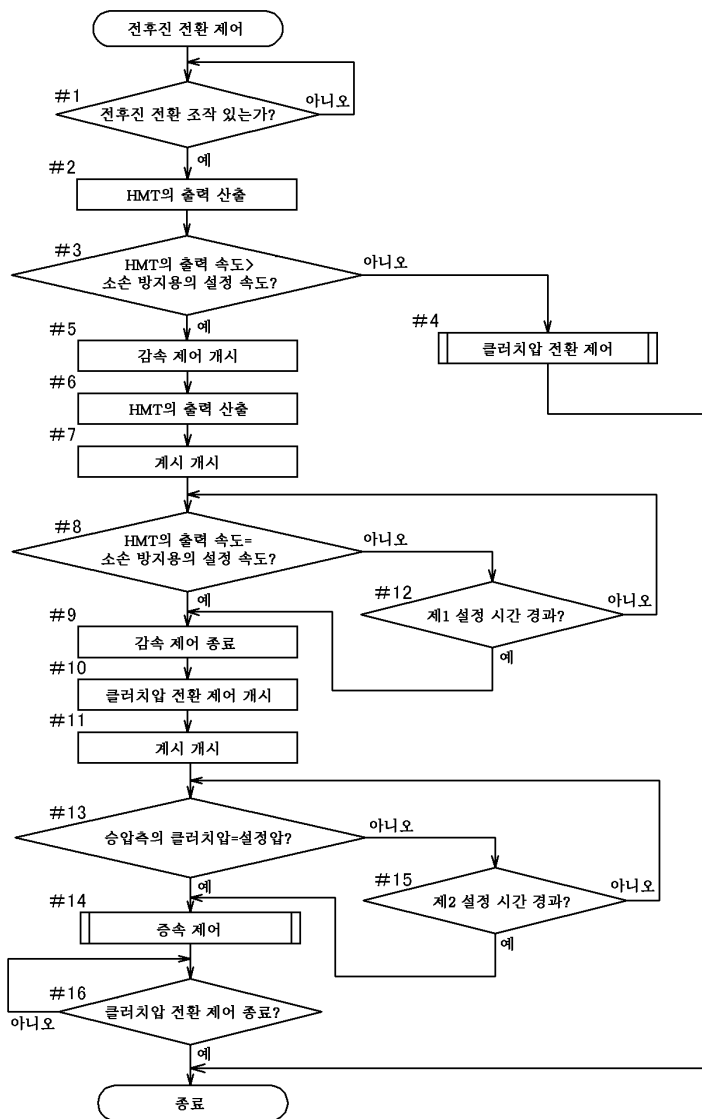 전후진 전환 제어
#1
전후진 전환 조작 있는가?
아니오
예
#2
HMT의 출력 산출
#3
HMT의 출력 속도>
소손 방지용의 설정 속도?
아니오
예
#4
클러치압 전환 제어
#5
감속 제어 개시
#6
HMT의 출력 산출
#7
계시 개시
#8
HMT의 출력 속도=
소손 방지용의 설정 속도?
아니오
예
#12
제1 설정 시간 경과?
아니오
예
#9
감속 제어 종료
#10
클러치압 전환 제어 개시
#11
계시 개시
#13
승압측의 클러치압=설정압?
아니오
예
#15
제2 설정 시간 경과?
아니오
예
#14
증속 제어
#16
클러치압 전환 제어 종료?
아니오
예
종료